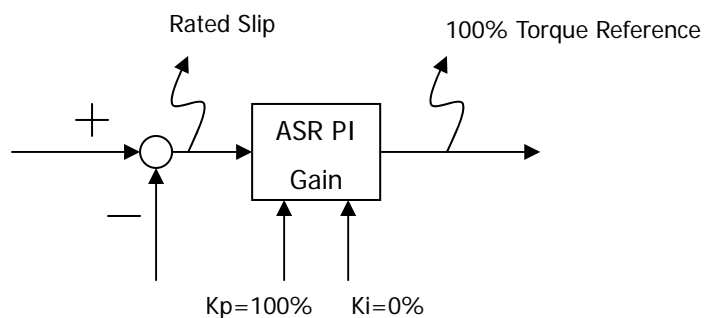 Rated Slip
100% Torque Reference
+
ASR PI
Gain
—
Kp=100%
Ki=0%